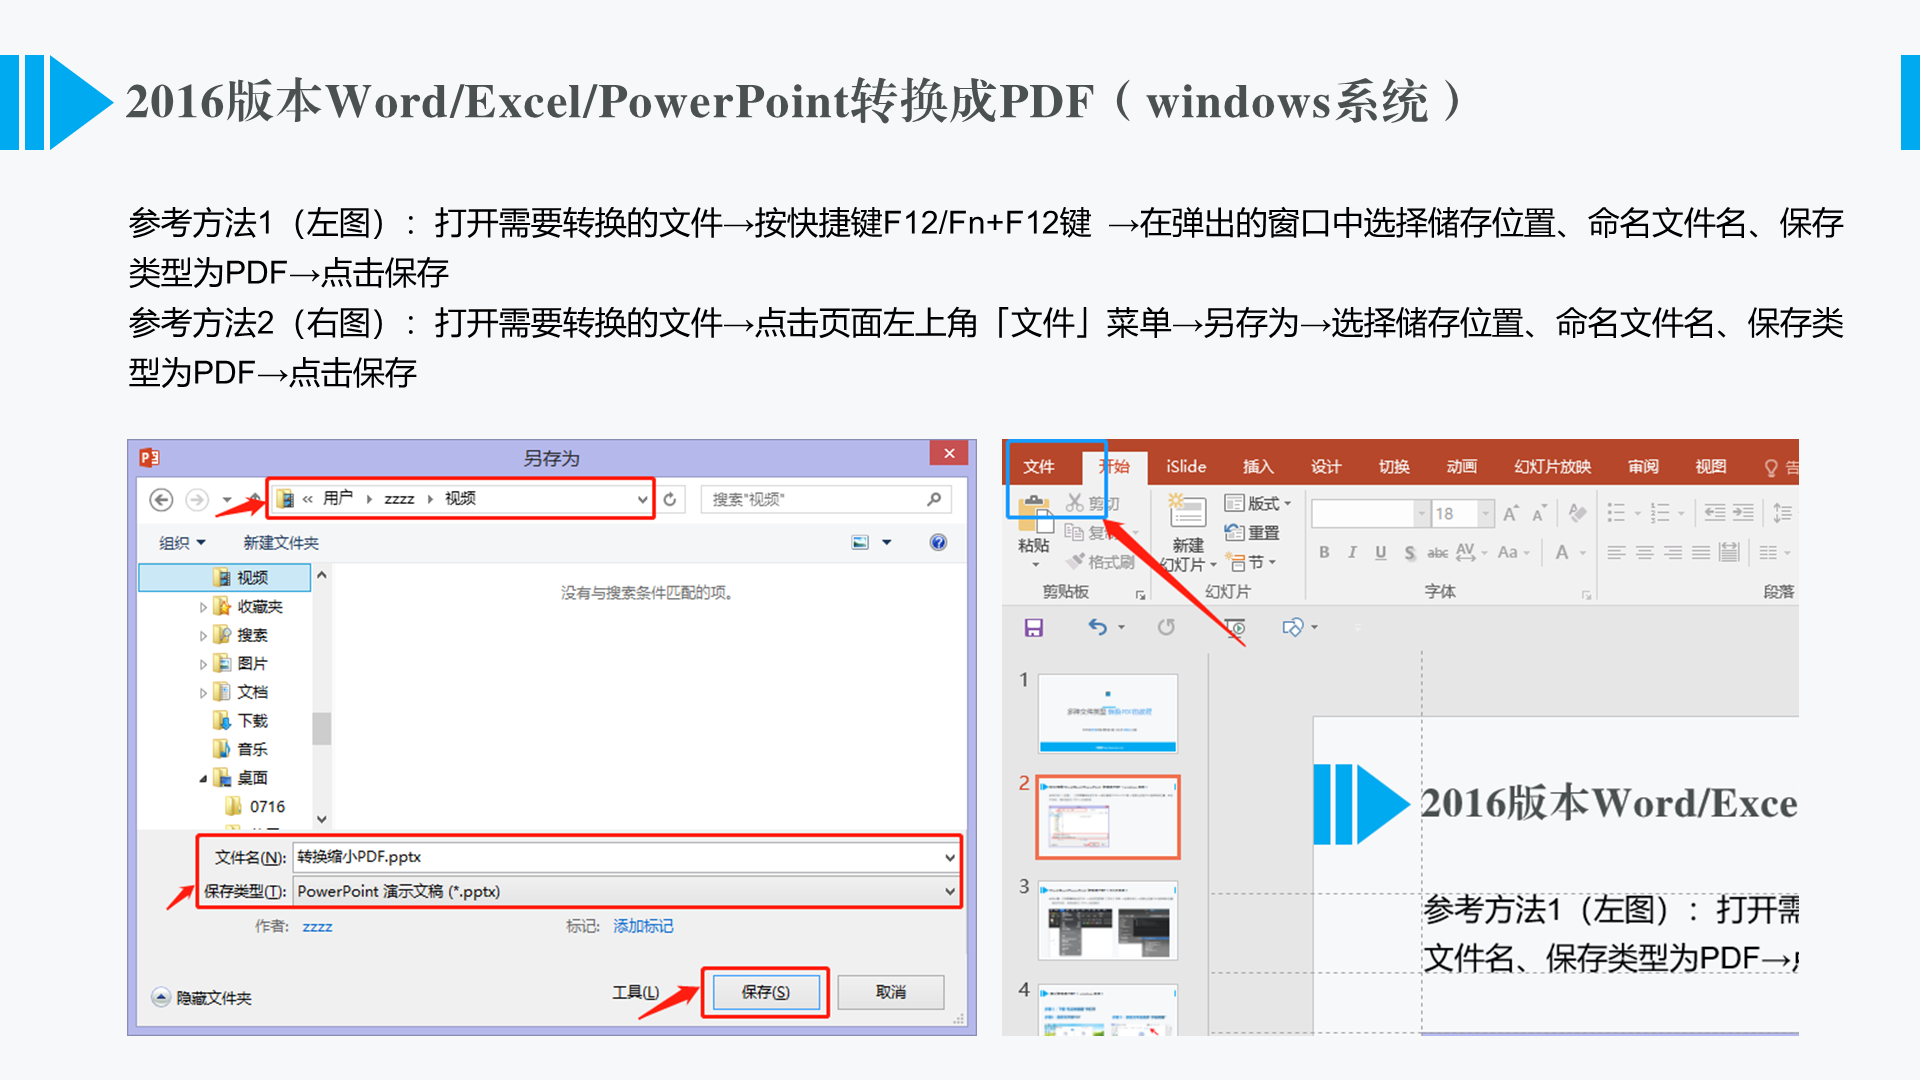 2016版本Word/Excel/PowerPoint转换成PDF（windows系统）
参考方法1（左图）：打开需要转换的文件→按快捷键F12/Fn+F12键 →在弹出的窗口中选择储存位置、命名文件名、保存
类型为PDF→点击保存
参考方法2（右图）：打开需要转换的文件→点击页面左上角「文件」菜单→另存为→选择储存位置、命名文件名、保存类
型为PDF→点击保存
另存为
« 用户 zzzz 视频
搜索"视频"
组织 新建文件夹
视频
收藏夹
搜索
图片
文档
下载
音乐
桌面
0716
没有与搜索条件匹配的项。
文件名(N): 转换缩小PDF.pptx
保存类型(T): PowerPoint 演示文稿 (*.pptx)
作者: zzzz 标记: 添加标记
隐藏文件夹 工具(L) 保存(S) 取消
文件 开始 iSlide 插入 设计 切换 动画 幻灯片放映 审阅 视图 告
剪切
格式刷
粘贴
剪贴板
新建
幻灯片
版式
重置
节
幻灯片
18
B I U S abc AV Aa A
字体
段落
1
2
3
4
2016版本Word/Exce
参考方法1（左图）：打开需
文件名、保存类型为PDF→